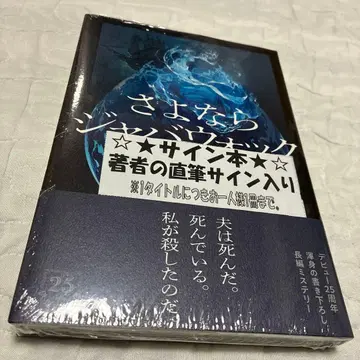 さよなら
ジャバウォック
☆★サイン本★☆
著者の直筆サイン入り
※1タイトルにつきお一人様1冊まで。
夫は死んだ。
死んでいる。
私が殺したのだ
デビュー25周年
渾身の書き下ろし
長編ミステリー
25